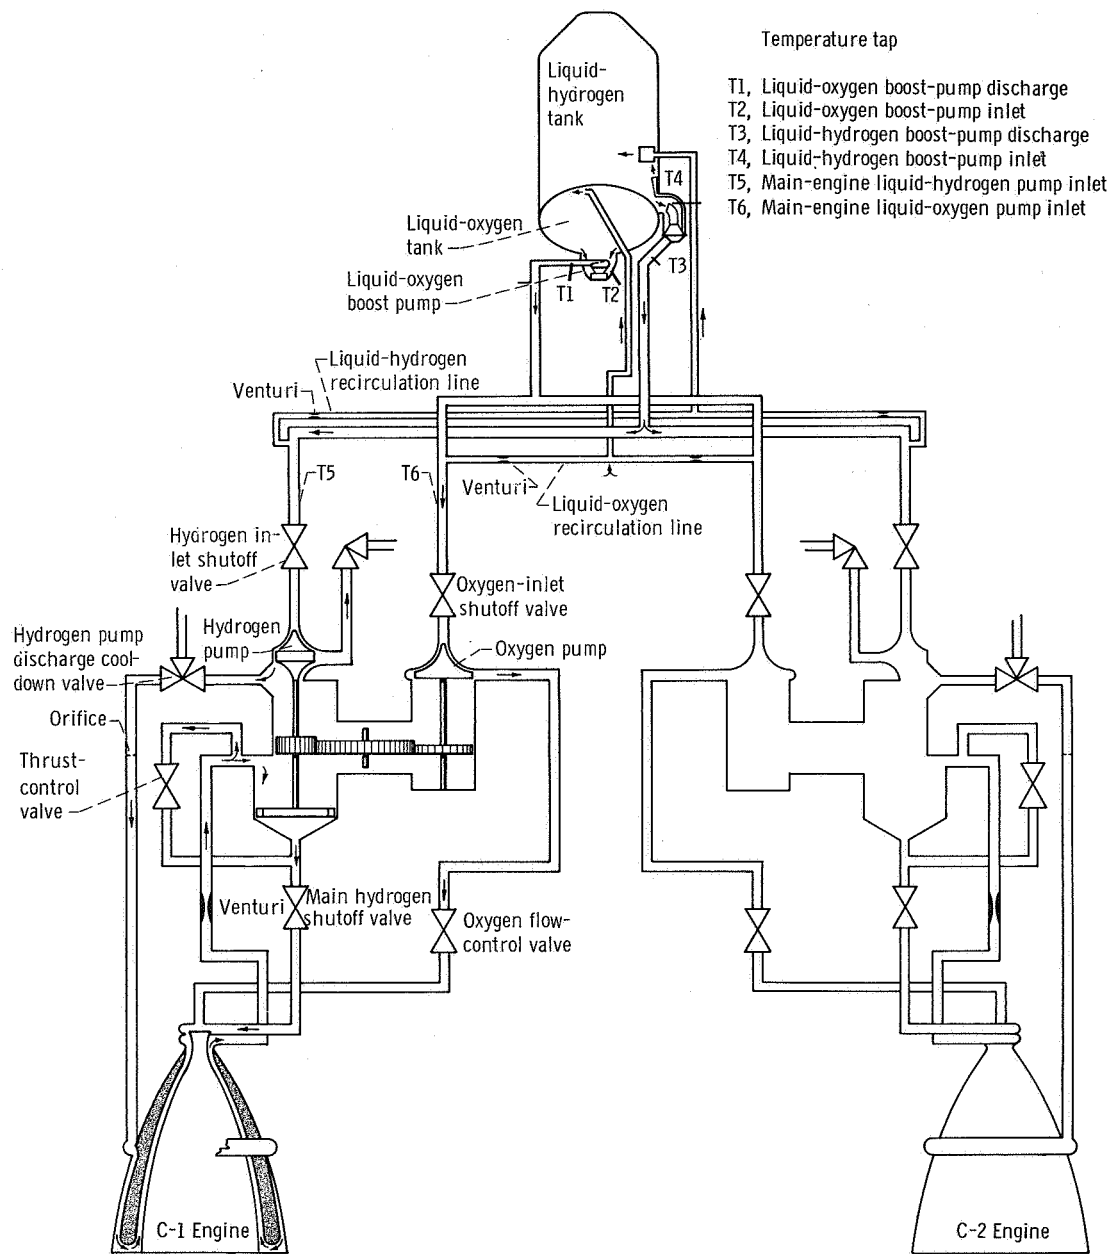 Temperature tap
T1, Liquid-oxygen boost-pump discharge
T2, Liquid-oxygen boost-pump inlet
T3, Liquid-hydrogen boost-pump discharge
T4, Liquid-hydrogen boost-pump inlet
T5, Main-engine liquid-hydrogen pump inlet
T6, Main-engine liquid-oxygen pump inlet
Liquid-
hydrogen
tank
T4
Liquid-oxygen
tank
T3
Liquid-oxygen
boost pump
T1
T2
Liquid-hydrogen
recirculation line
Venturi
T5
T6
Venturi
Liquid-oxygen
recirculation line
Hydrogen in-
let shutoff
valve
Oxygen-inlet
shutoff valve
Hydrogen pump
discharge cool-
down valve
Hydrogen
pump
Oxygen pump
Orifice
Thrust-
control
valve
Venturi
Main hydrogen
shutoff valve
Oxygen flow-
control valve
C-1 Engine
C-2 Engine